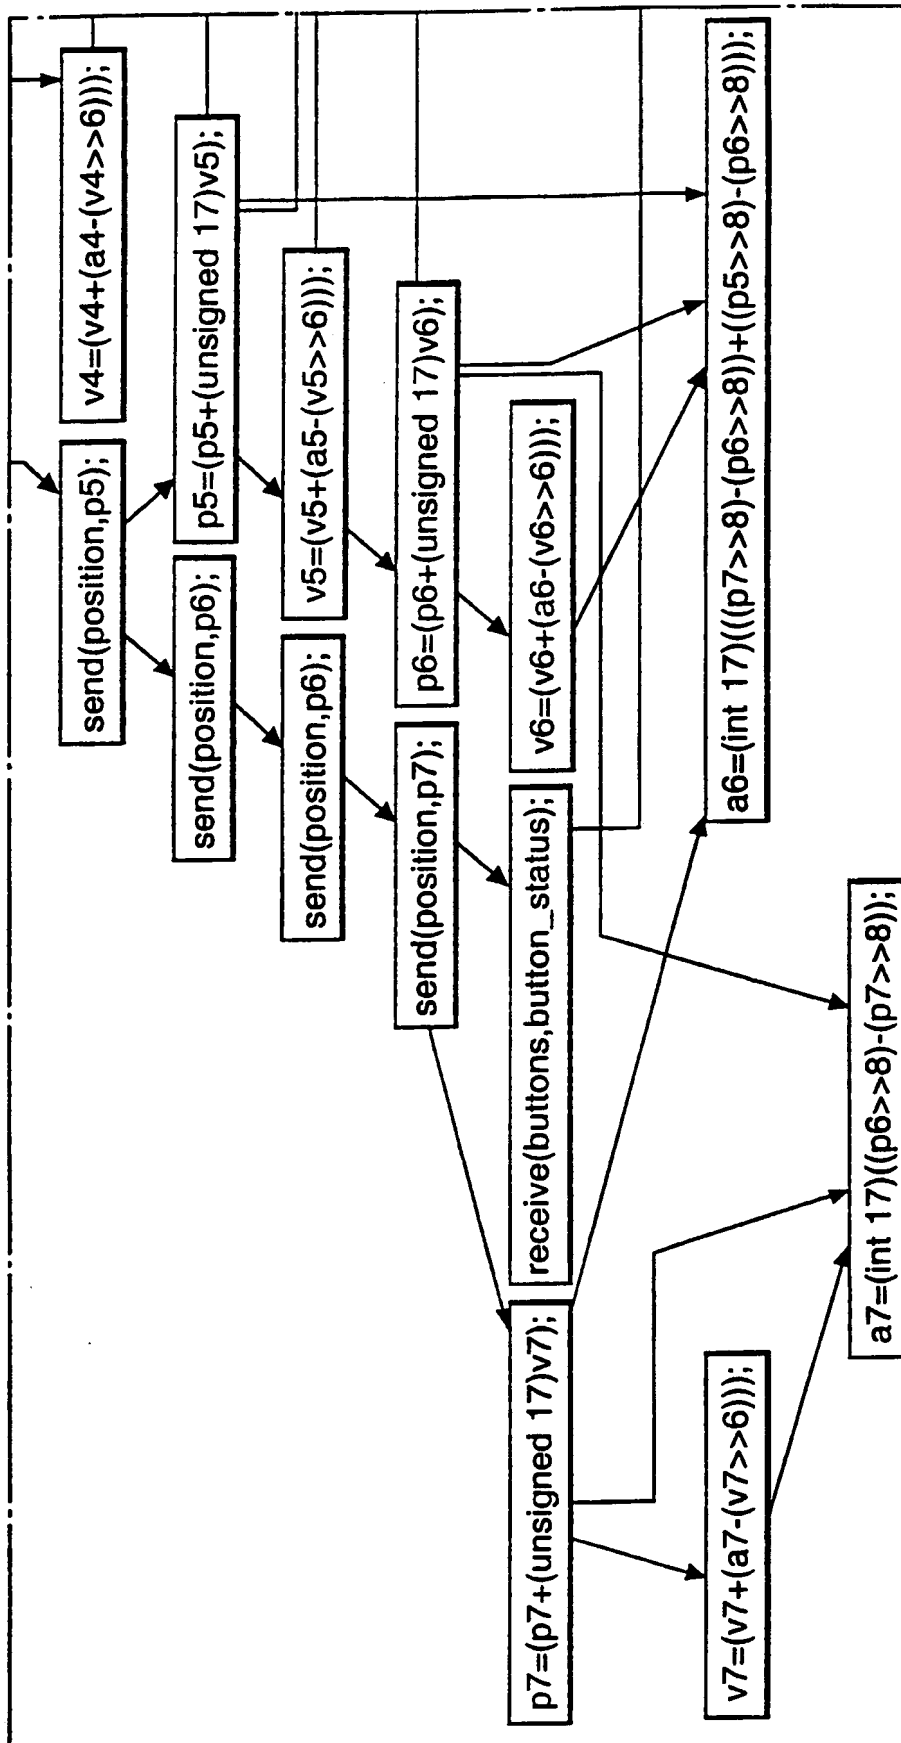 v4=(v4+(a4-(v4>>6)));
send(position,p5);
p5=(p5+(unsigned 17)v5);
send(position,p6);
v5=(v5+(a5-(v5>>6)));
send(position,p6);
p6=(p6+(unsigned 17)v6);
send(position,p7);
v6=(v6+(a6-(v6>>6)));
receive(buttons,button_status);
p7=(p7+(unsigned 17)v7);
a6=(int 17)(((p7>>8)-(p6>>8))+((p5>>8)-(p6>>8)));
v7=(v7+(a7-(v7>>6)));
a7=(int 17)((p6>>8)-(p7>>8));